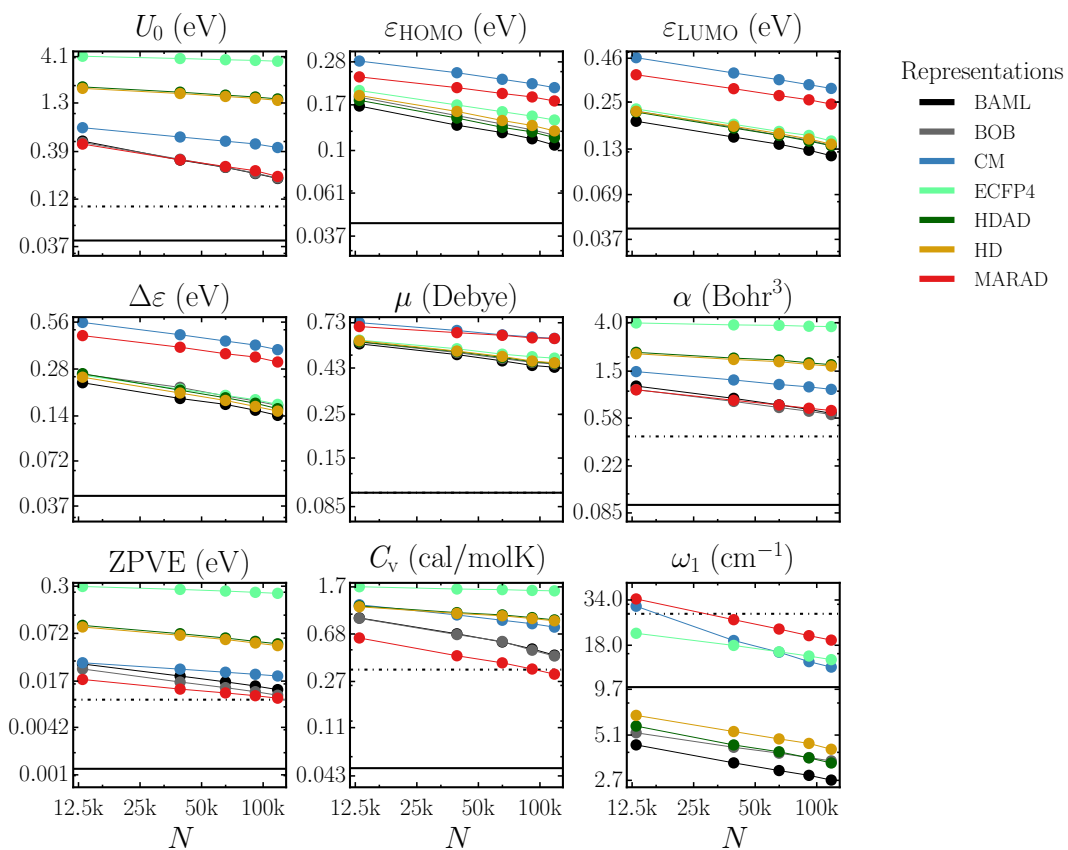 U₀ (eV)
4.1
1.3
0.39
0.12
0.037
ε_HOMO (eV)
0.28
0.17
0.1
0.061
0.037
ε_LUMO (eV)
0.46
0.25
0.13
0.069
0.037
Representations
BAML
BOB
CM
ECFP4
HDAD
HD
MARAD
Δε (eV)
0.56
0.28
0.14
0.072
0.037
μ (Debye)
0.73
0.43
0.25
0.15
0.085
α (Bohr³)
4.0
1.5
0.58
0.22
0.085
ZPVE (eV)
0.3
0.072
0.017
0.0042
0.001
12.5k 25k 50k 100k
N
C_v (cal/molK)
1.7
0.68
0.27
0.11
0.043
12.5k 25k 50k 100k
N
ω₁ (cm⁻¹)
34.0
18.0
9.7
5.1
2.7
12.5k 25k 50k 100k
N